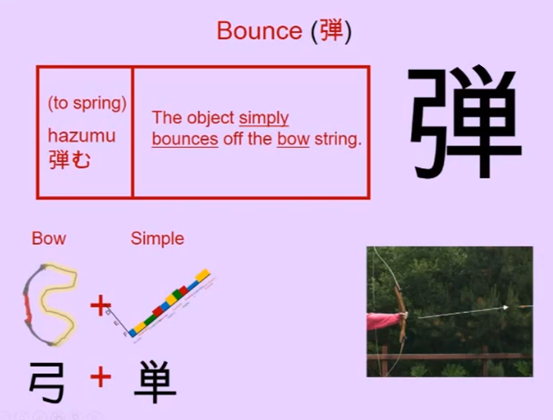 Bounce (弾)
(to spring)
hazumu
弾む
The object simply
bounces off the bow string.
弾
Bow Simple
+
弓 + 単